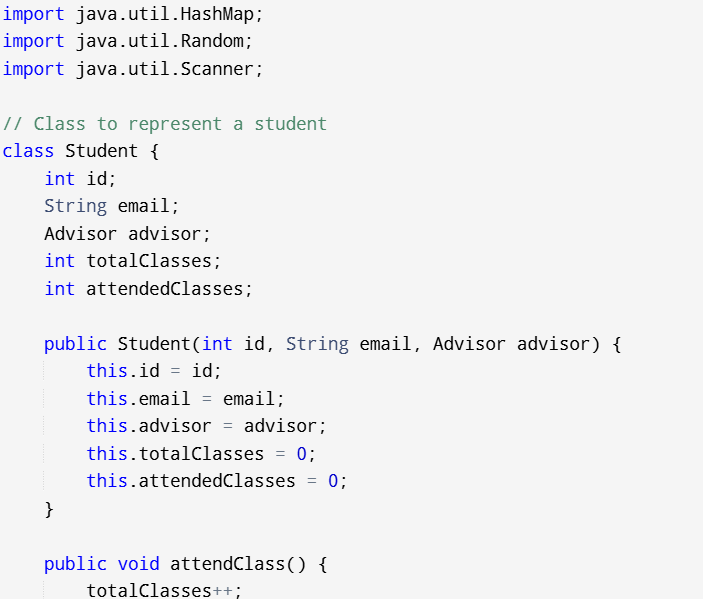 import java.util.HashMap;
import java.util.Random;
import java.util.Scanner;

// Class to represent a student
class Student {
    int id;
    String email;
    Advisor advisor;
    int totalClasses;
    int attendedClasses;

    public Student(int id, String email, Advisor advisor) {
        this.id = id;
        this.email = email;
        this.advisor = advisor;
        this.totalClasses = 0;
        this.attendedClasses = 0;
    }

    public void attendClass() {
        totalClasses++;